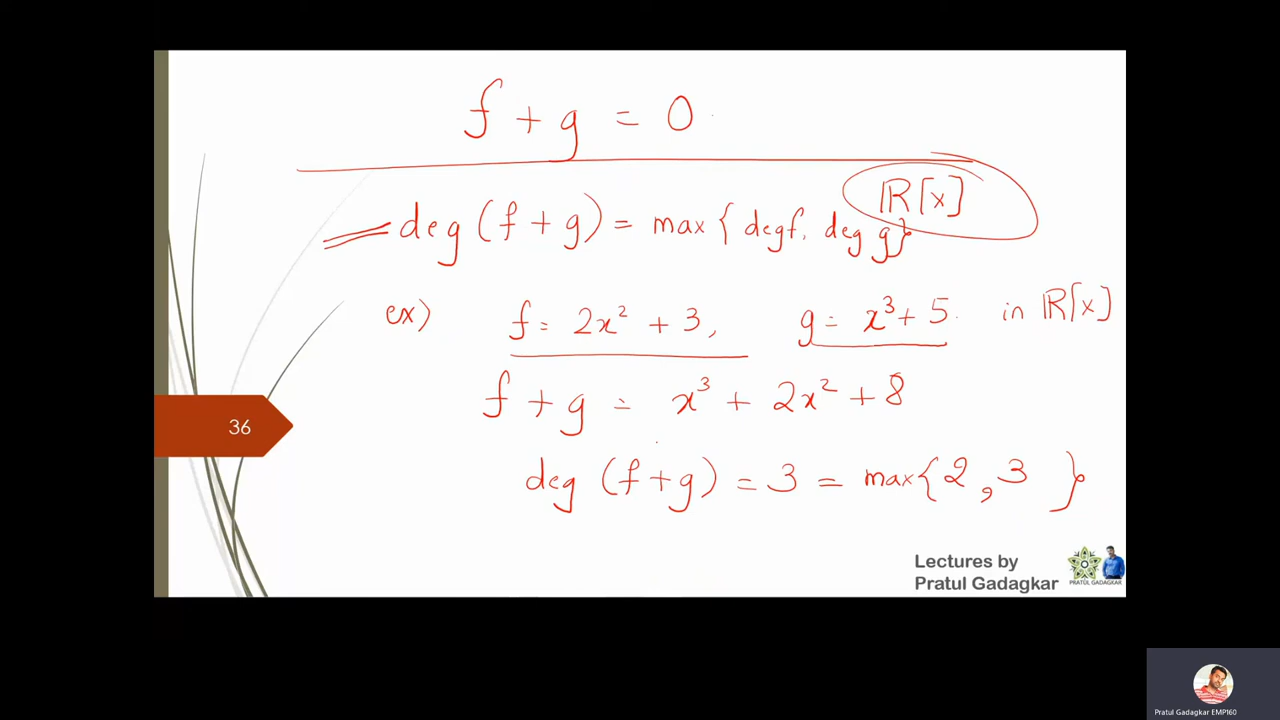 f + g = 0
ℝ[x]
deg (f + g) = max { deg f, deg g }
ex) f = 2x² + 3, g = x³ + 5. in ℝ[x]
f + g = x³ + 2x² + 8
36
deg (f + g) = 3 = max { 2 , 3 }
Lectures by
Pratul Gadagkar
PRATUL GADAGKAR
Pratul Gadagkar EMP160